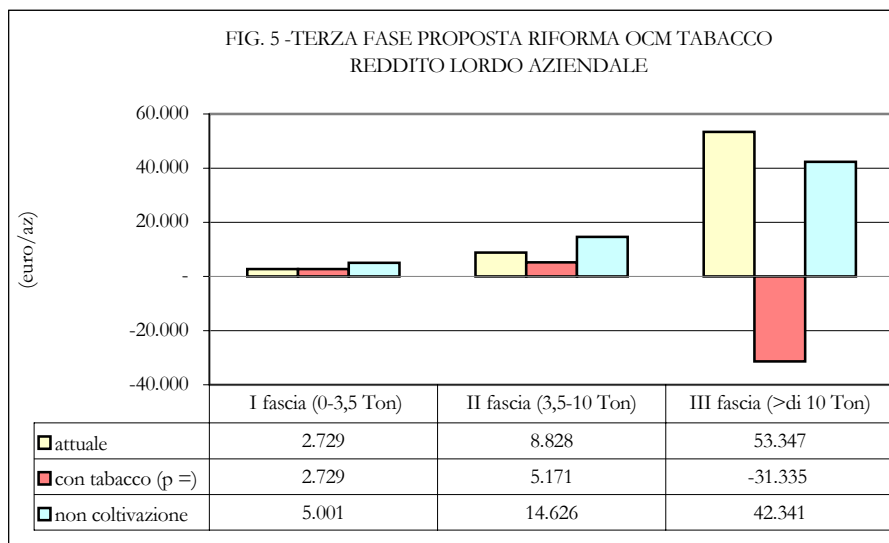 FIG. 5 -TERZA FASE PROPOSTA RIFORMA OCM TABACCO
REDDITO LORDO AZIENDALE
(euro/az)
60.000
40.000
20.000
-
-20.000
-40.000
I fascia (0-3,5 Ton) II fascia (3,5-10 Ton) III fascia (>di 10 Ton)
attuale 2.729 8.828 53.347
con tabacco (p =) 2.729 5.171 -31.335
non coltivazione 5.001 14.626 42.341